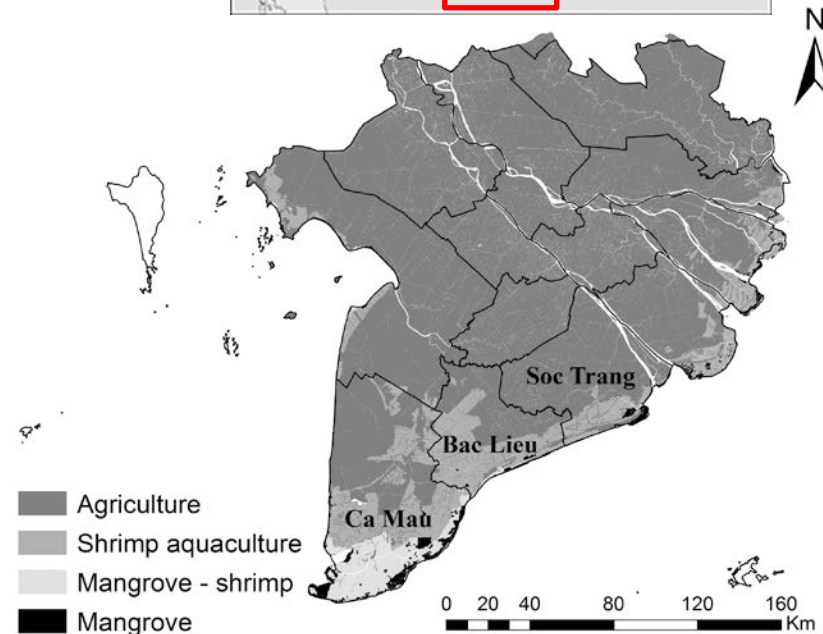 N
Soc Trang
Bac Lieu
Ca Mau
Agriculture
Shrimp aquaculture
Mangrove - shrimp
Mangrove
0 20 40 80 120 160
Km